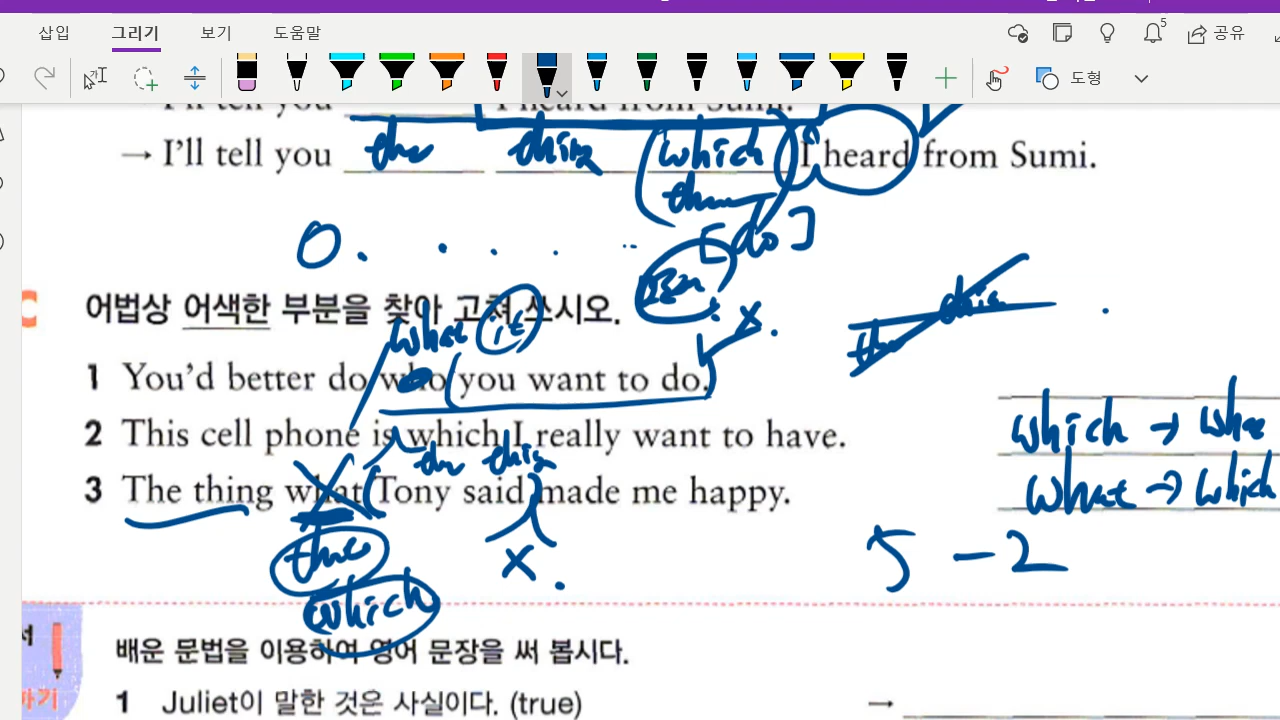 삽입 그리기 보기 도움말 5 공유
도형
I'll tell you I heard from Sumi.
→ I'll tell you the thing which I heard from Sumi.
O. [do]
어법상 어색한 부분을 찾아 고쳐 쓰시오.
what it x.
1 You'd better do who you want to do.
2 This cell phone is which I really want to have.
which →
the thing
3 The thing what Tony said made me happy.
what → which
5 - 2
x.
which
배운 문법을 이용하여 영어 문장을 써 봅시다.
1 Juliet이 말한 것은 사실이다. (true) →